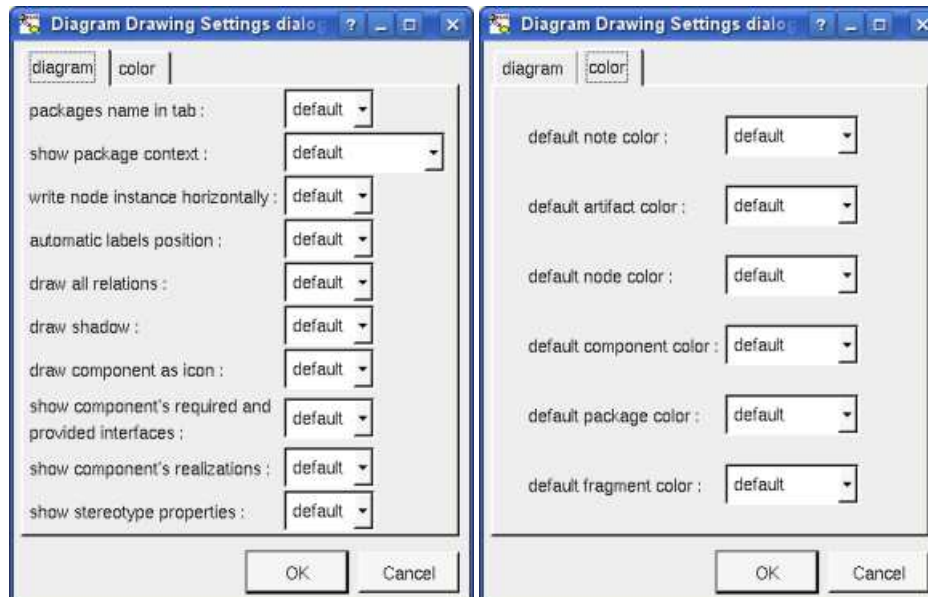 Diagram Drawing Settings dialog
diagram color
packages name in tab : default
show package context : default
write node instance horizontally : default
automatic labels position : default
draw all relations : default
draw shadow : default
draw component as icon : default
show component's required and
provided interfaces : default
show component's realizations : default
show stereotype properties : default
OK Cancel
Diagram Drawing Settings dialog
diagram color
default note color : default
default artifact color : default
default node color : default
default component color : default
default package color : default
default fragment color : default
OK Cancel